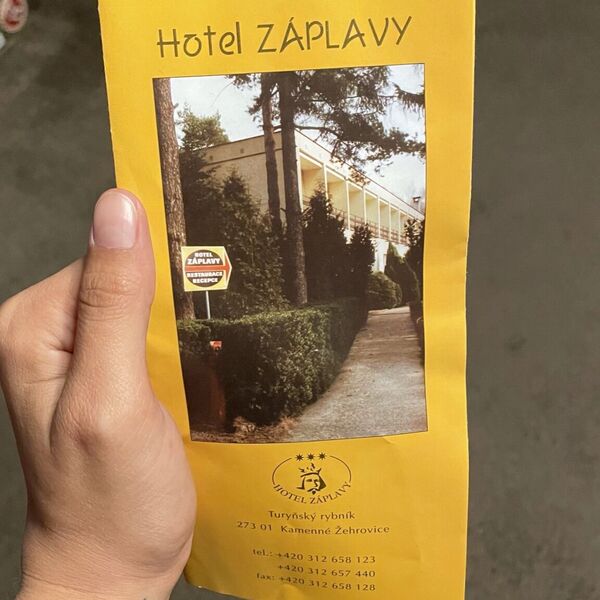 Hotel ZÁPLAVY
HOTEL
ZÁPLAVY
RESTAURACE
RECEPCE
HOTEL ZÁPLAVY
Turyňský rybník
273 01 Kamenné Žehrovice
tel.: +420 312 658 123
+420 312 657 440
fax: +420 312 658 128